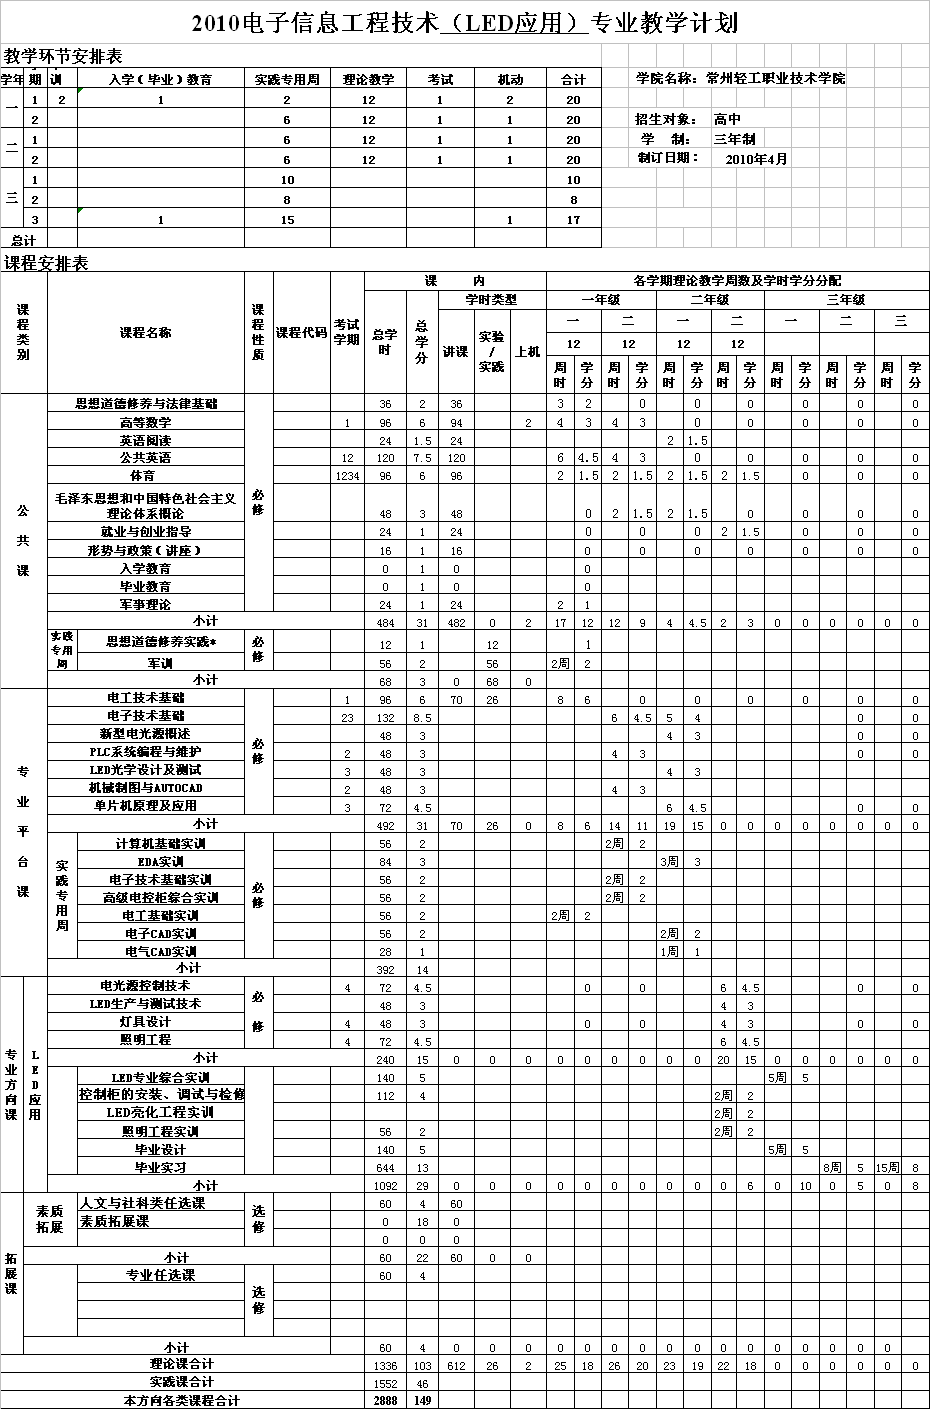 2010电子信息工程技术（LED应用）专业教学计划
教学环节安排表
学年 期 训 入学（毕业）教育 实践专用周 理论教学 考试 机动 合计 学院名称：常州轻工职业技术学院
一 1 2 1 2 12 1 2 20
2 6 12 1 1 20 招生对象： 高中
二 1 6 12 1 1 20 学 制： 三年制
2 6 12 1 1 20 制订日期： 2010年4月
三 1 10 10
2 8 8
3 1 15 1 17
总计
课程安排表
课程类别 课程名称 课程性质 课程代码 考试学期 课 内 各学期理论教学周数及学时学分分配
总学时 总学分 学时类型 一年级 二年级 三年级
讲课 实验/实践 上机 一 二 一 二 一 二 三
12 12 12 12
周时 学分 周时 学分 周时 学分 周时 学分 周时 学分 周时 学分 周时 学分
公共课 必修
思想道德修养与法律基础 36 2 36 3 2 0 0 0 0 0 0
高等数学 1 96 6 94 2 4 3 4 3 0 0 0 0 0
英语阅读 24 1.5 24 2 1.5
公共英语 12 120 7.5 120 6 4.5 4 3 0 0 0 0 0
体育 1234 96 6 96 2 1.5 2 1.5 2 1.5 2 1.5 0 0 0
毛泽东思想和中国特色社会主义
理论体系概论 48 3 48 0 2 1.5 2 1.5 0 0 0 0
就业与创业指导 24 1 24 0 0 0 2 1.5 0 0 0
形势与政策（讲座） 16 1 16 0 0 0 0 0 0 0
入学教育 0 1 0 0
毕业教育 0 1 0 0
军事理论 24 1 24 2 1
小计 484 31 482 0 2 17 12 12 9 4 4.5 2 3 0 0 0 0 0 0
实践专用周 必修
思想道德修养实践* 12 1 12 1
军训 56 2 56 2周 2
小计 68 3 0 68 0
专业平台课 必修
电工技术基础 1 96 6 70 26 8 6 0 0 0 0 0 0
电子技术基础 23 132 8.5 6 4.5 5 4 0 0
新型电光源概述 48 3 4 3 0 0
PLC系统编程与维护 2 48 3 4 3 0 0
LED光学设计及测试 3 48 3 4 3
机械制图与AUTOCAD 2 48 3 4 3
单片机原理及应用 3 72 4.5 6 4.5 0 0
小计 492 31 70 26 0 8 6 14 11 19 15 0 0 0 0 0 0 0 0
实践专用周 必修
计算机基础实训 56 2 2周 2
EDA实训 84 3 3周 3
电子技术基础实训 56 2 2周 2
高级电控柜综合实训 56 2 2周 2
电工基础实训 56 2 2周 2
电子CAD实训 56 2 2周 2
电气CAD实训 28 1 1周 1
小计 392 14
专业方向课 LED应用 必修
电光源控制技术 4 72 4.5 0 0 6 4.5 0 0
LED生产与测试技术 48 3 4 3
灯具设计 4 48 3 0 0 4 3 0 0
照明工程 4 72 4.5 6 4.5
小计 240 15 0 0 0 0 0 0 0 0 0 20 15 0 0 0 0 0 0
LED专业综合实训 140 5 5周 5
控制柜的安装、调试与检修 112 4 2周 2
LED亮化工程实训 2周 2
照明工程实训 56 2 2周 2
毕业设计 140 5 5周 5
毕业实习 644 13 8周 5 15周 8
小计 1092 29 0 0 0 0 0 0 0 0 0 0 6 0 10 0 5 0 8
拓展课 素质拓展 选修
人文与社科类任选课 60 4 60
素质拓展课 0 18 0
0 0 0
小计 60 22 60 0 0
专业任选课 选修 60 4
小计 60 4 0 0 0 0 0 0 0 0 0 0 0 0 0 0 0 0
理论课合计 1336 103 612 26 2 25 18 26 20 23 19 22 18 0 0 0 0 0 0
实践课合计 1552 46
本方向各类课程合计 2888 149